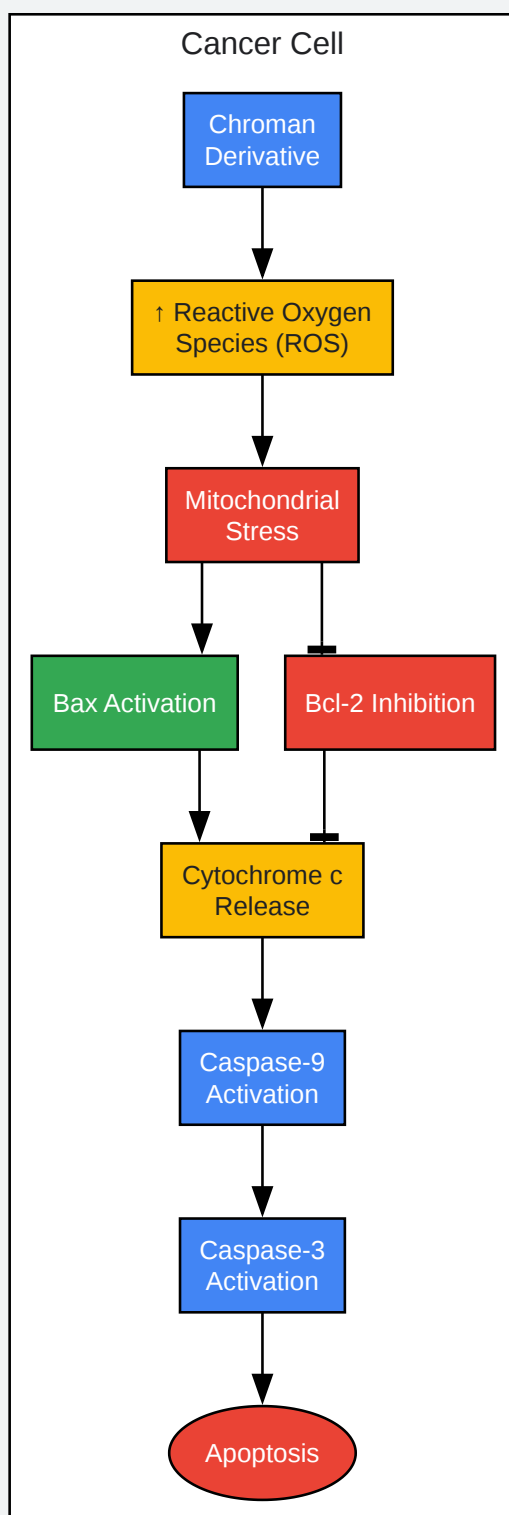 Cancer Cell
Chroman
Derivative
↑ Reactive Oxygen
Species (ROS)
Mitochondrial
Stress
Bax Activation
Bcl-2 Inhibition
Cytochrome c
Release
Caspase-9
Activation
Caspase-3
Activation
Apoptosis